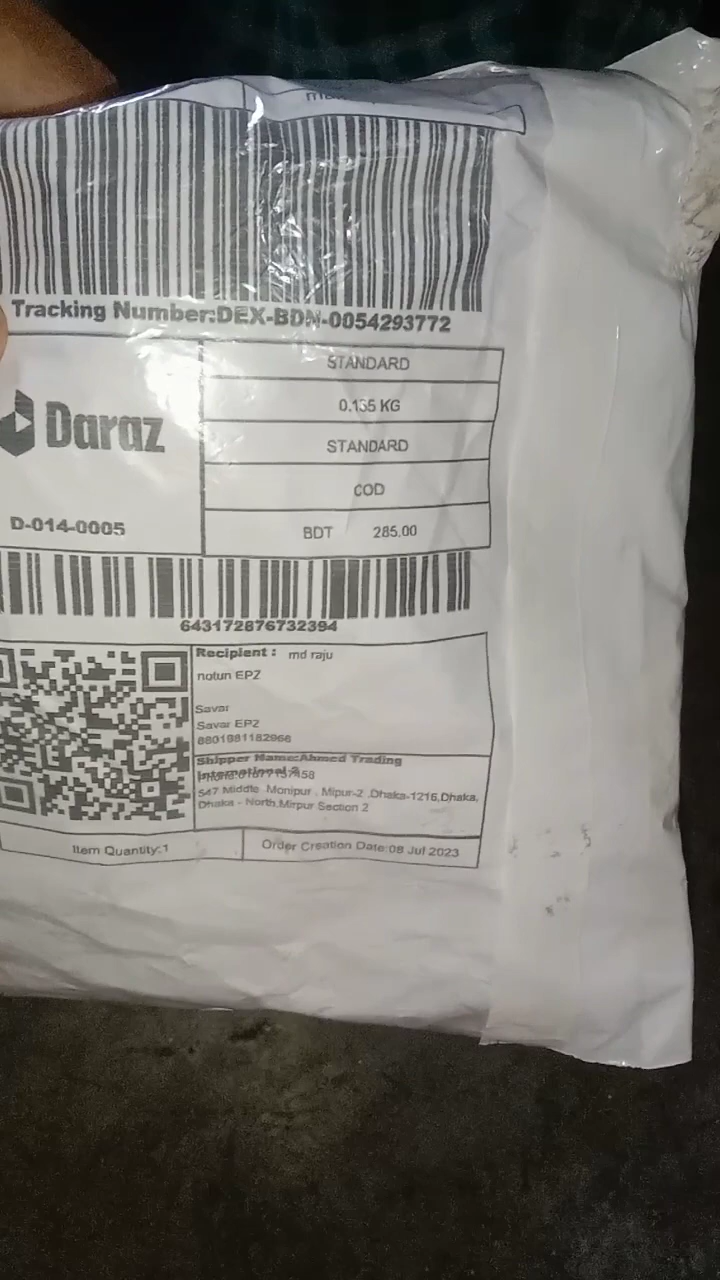 Tracking Number:DEX-BDN-0054293772
STANDARD
0.155 KG
Daraz
STANDARD
COD
D-014-0005
BDT 285.00
643172876732394
Recipient : md raju
notun EPZ
Savar
Savar EPZ
8801981182966
Shipper Name:Ahmed Trading
International 2
547 Middle Monipur , Mipur-2 ,Dhaka-1216,Dhaka,
Dhaka - North,Mirpur Section 2
Item Quantity:1
Order Creation Date:08 Jul 2023